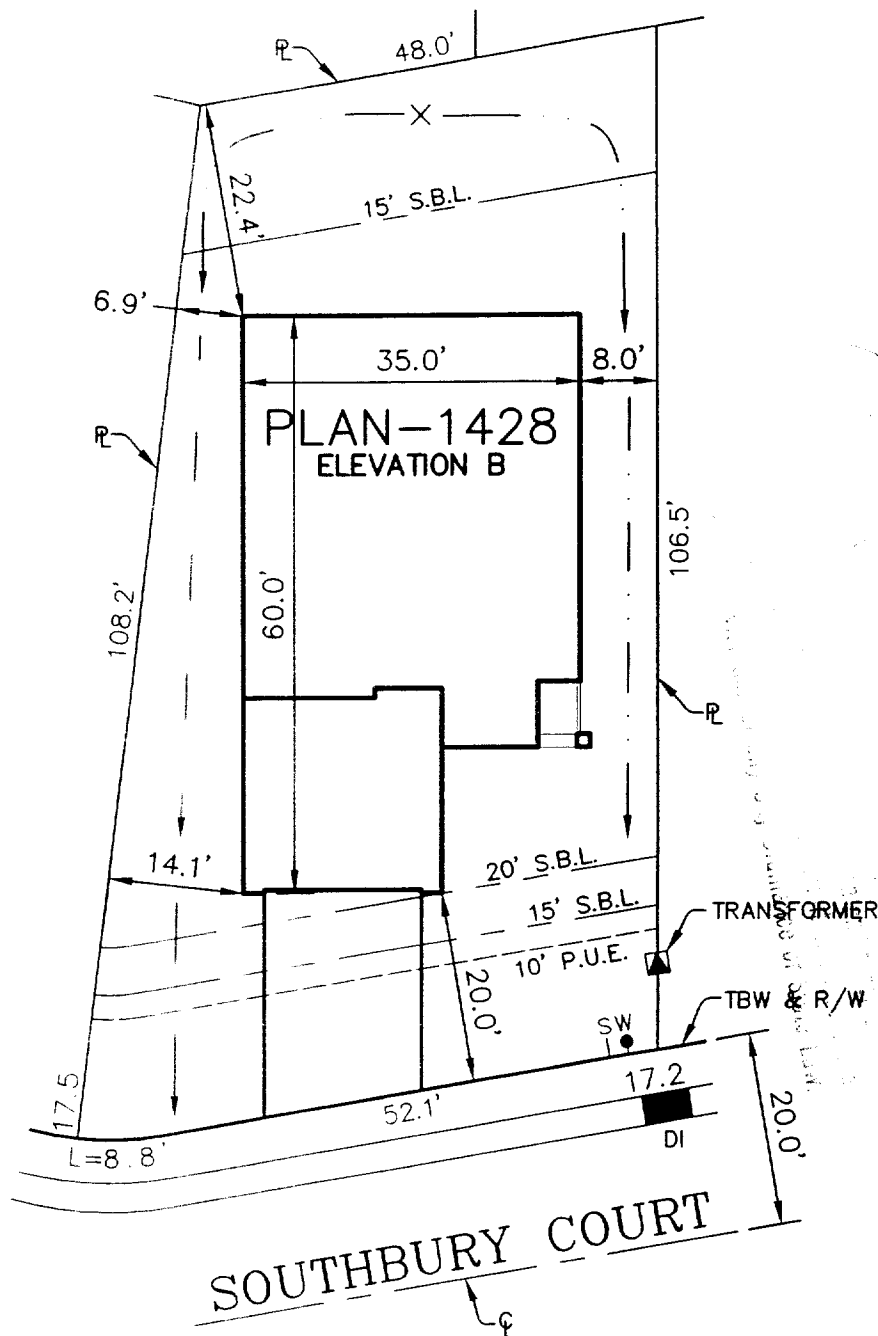 PL
48.0'
X
22.4'
15' S.B.L.
6.9'
35.0'
8.0'
PLAN-1428
ELEVATION B
PL
106.5'
60.0'
108.2'
PL
14.1'
20' S.B.L.
15' S.B.L.
TRANSFORMER
10' P.U.E.
20.0'
TBW & R/W
SW
17.5
17.2
52.1'
20.0'
L=8.8'
DI
SOUTHBURY COURT
CL